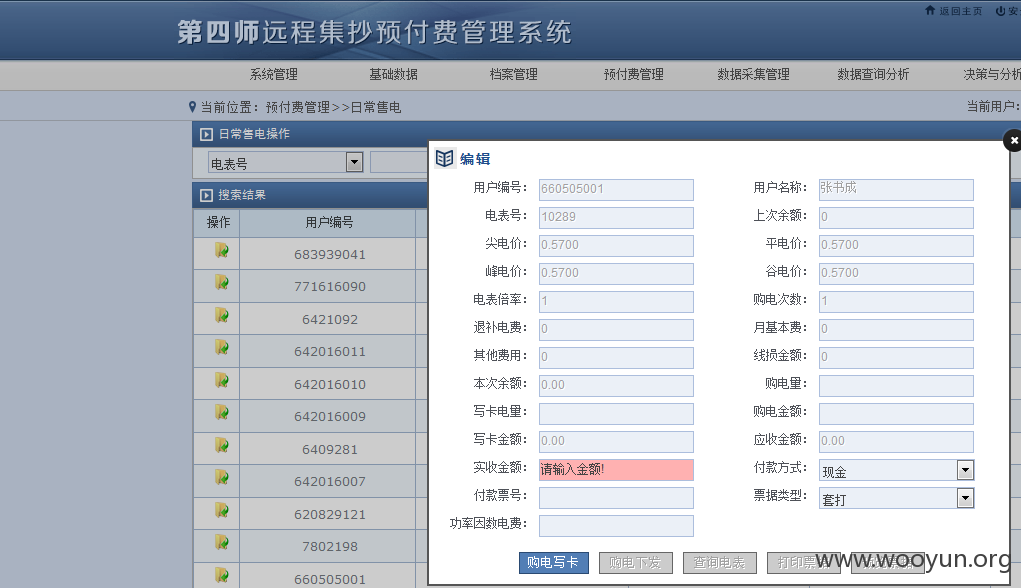 返回主页 安
第四师远程集抄预付费管理系统
系统管理 基础数据 档案管理 预付费管理 数据采集管理 数据查询分析 决策与分析
当前位置：预付费管理>>日常售电 当前用户：
日常售电操作
电表号
搜索结果
操作 用户编号
683939041
771616090
6421092
642016011
642016010
642016009
6409281
642016007
620829121
7802198
660505001
编辑
用户编号： 660505001 用户名称： 张书成
电表号： 10289 上次余额： 0
尖电价： 0.5700 平电价： 0.5700
峰电价： 0.5700 谷电价： 0.5700
电表倍率： 1 购电次数： 1
退补电费： 0 月基本费： 0
其他费用： 0 线损金额： 0
本次余额： 0.00 购电量：
写卡电量： 购电金额：
写卡金额： 0.00 应收金额： 0.00
实收金额： 请输入金额! 付款方式： 现金
付款票号： 票据类型： 套打
功率因数电费：
购电写卡 购电下发 查询电表 打印票
www.wooyun.org